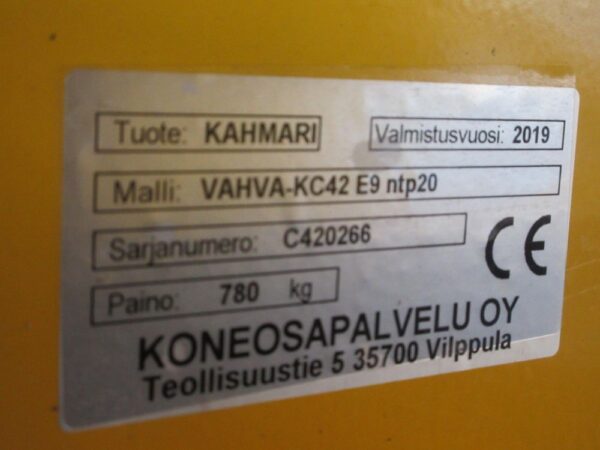 Tuote: KAHMARI Valmistusvuosi: 2019
Malli: VAHVA-KC42 E9 ntp20
Sarjanumero: C420266
CE
Paino: 780 kg
KONEOSAPALVELU OY
Teollisuustie 5 35700 Vilppula